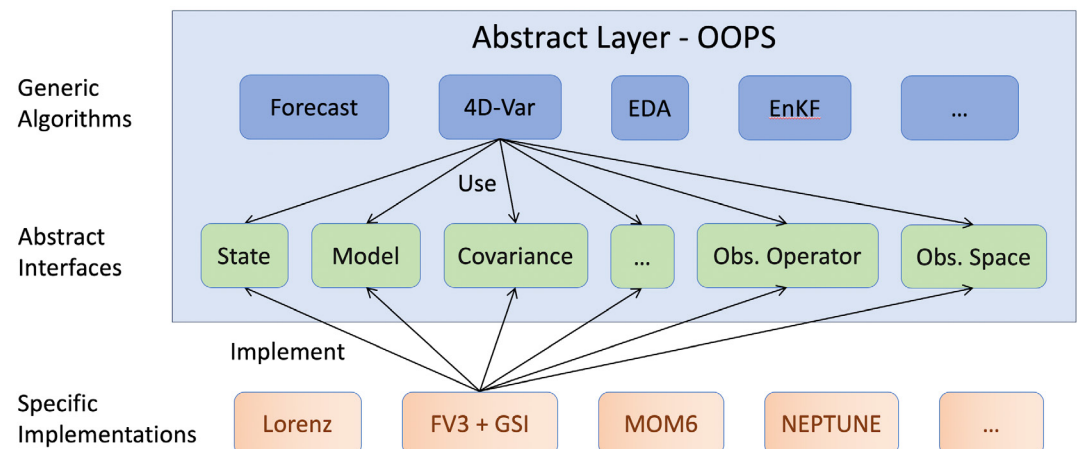 Abstract Layer - OOPS
Generic
Algorithms
Forecast
4D-Var
EDA
EnKF
...
Use
Abstract
Interfaces
State
Model
Covariance
...
Obs. Operator
Obs. Space
Implement
Specific
Implementations
Lorenz
FV3 + GSI
MOM6
NEPTUNE
...